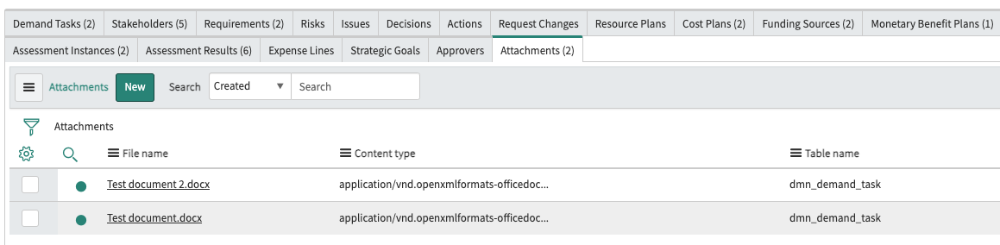 Demand Tasks (2) Stakeholders (5) Requirements (2) Risks Issues Decisions Actions Request Changes Resource Plans Cost Plans (2) Funding Sources (2) Monetary Benefit Plans (1)
Assessment Instances (2) Assessment Results (6) Expense Lines Strategic Goals Approvers Attachments (2)
Attachments New Search Created Search
Attachments
File name Content type Table name
Test document 2.docx application/vnd.openxmlformats-officedoc... dmn_demand_task
Test document.docx application/vnd.openxmlformats-officedoc... dmn_demand_task